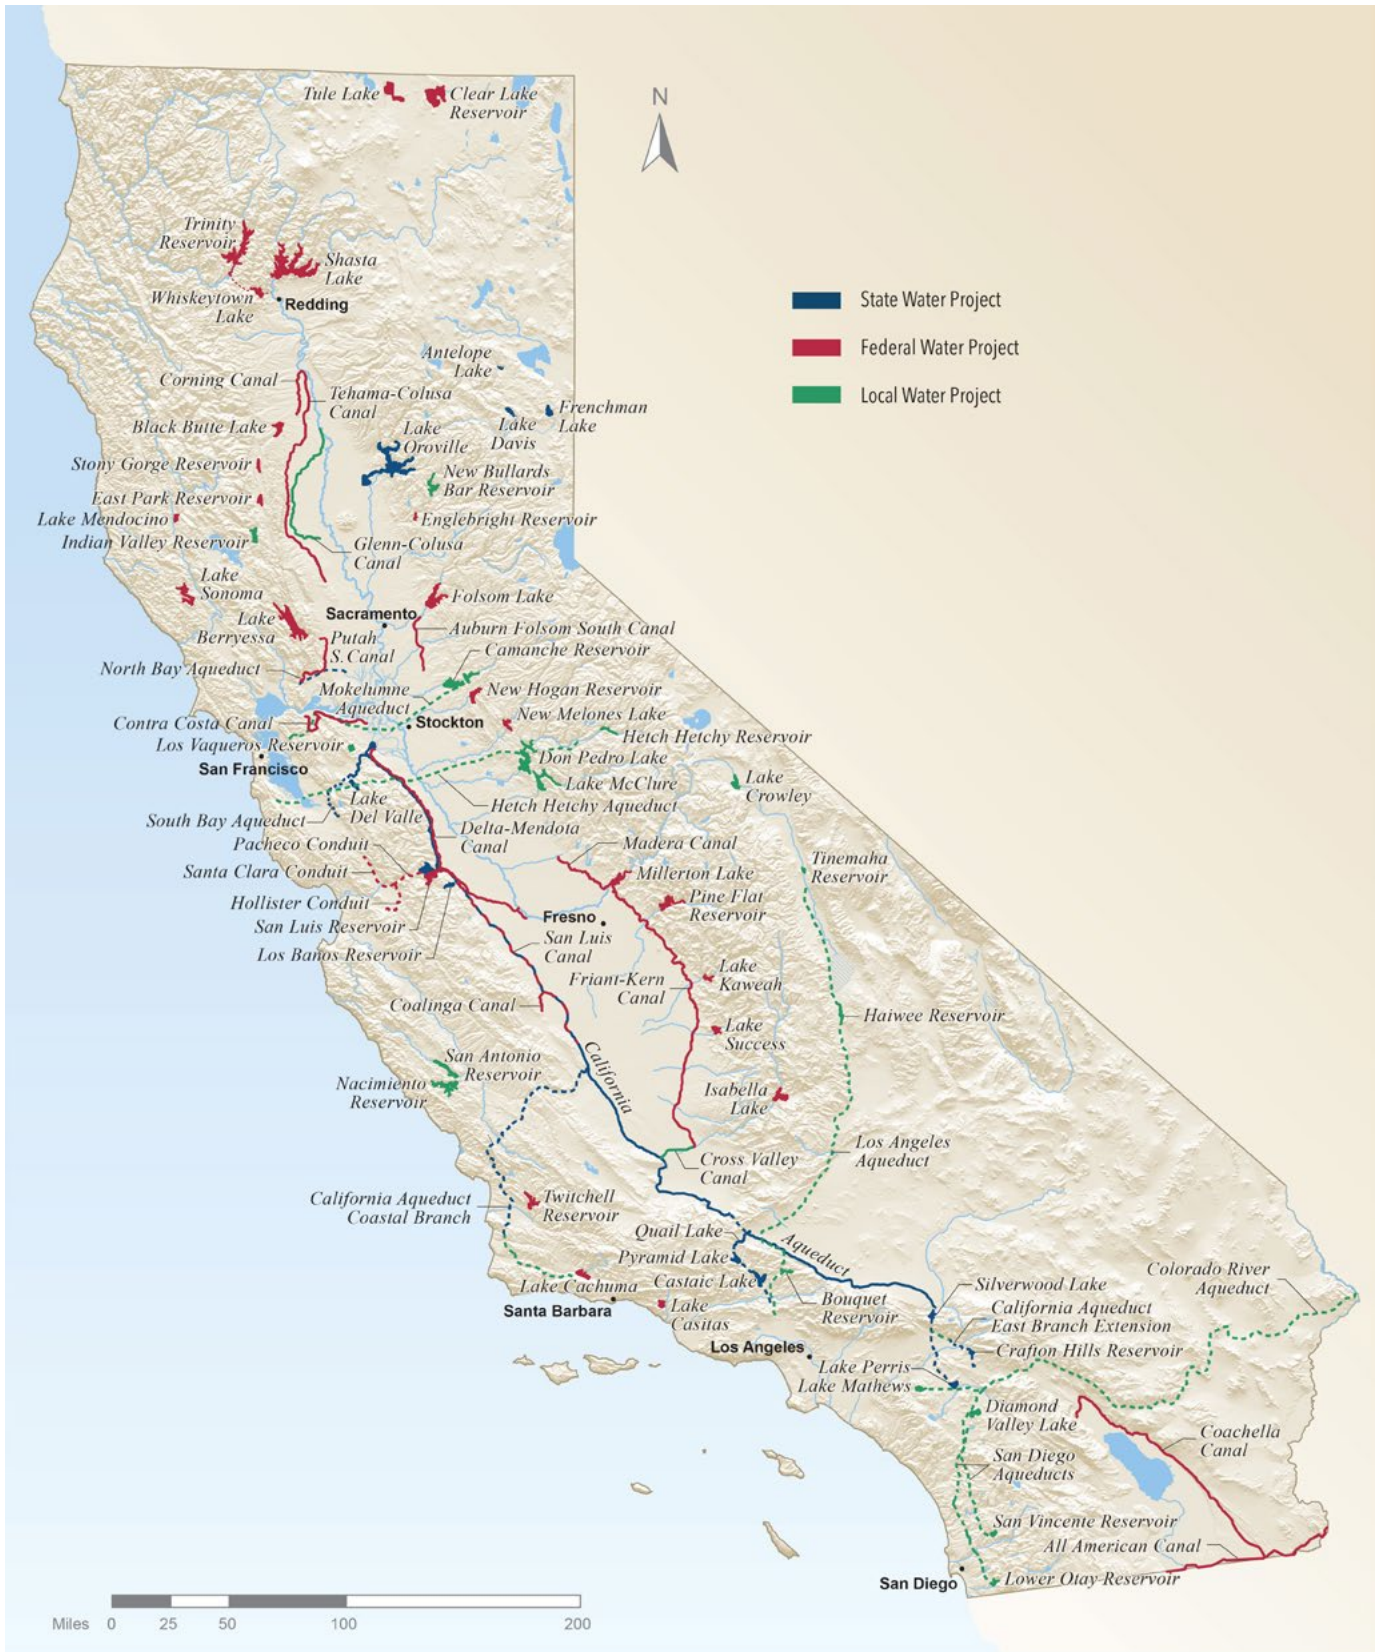 Tule Lake
Clear Lake
Reservoir
N
Trinity
Reservoir
Shasta
Lake
Whiskeytown
Lake
Redding
State Water Project
Federal Water Project
Local Water Project
Antelope
Lake
Corning Canal
Tehama-Colusa
Canal
Black Butte Lake
Lake
Oroville
Lake
Davis
Frenchman
Lake
Stony Gorge Reservoir
New Bullards
Bar Reservoir
East Park Reservoir
Lake Mendocino
Englebright Reservoir
Indian Valley Reservoir
Glenn-Colusa
Canal
Lake
Sonoma
Folsom Lake
Lake
Berryessa
Sacramento
Putah
S.Canal
Auburn Folsom South Canal
Camanche Reservoir
North Bay Aqueduct
Mokelumne
Aqueduct
New Hogan Reservoir
Contra Costa Canal
Stockton
New Melones Lake
Los Vaqueros Reservoir
Hetch Hetchy Reservoir
San Francisco
Don Pedro Lake
Lake McClure
Lake
Crowley
Hetch Hetchy Aqueduct
South Bay Aqueduct
Lake
Del Valle
Delta-Mendota
Canal
Pacheco Conduit
Madera Canal
Tinemaha
Reservoir
Santa Clara Conduit
Millerton Lake
Hollister Conduit
Pine Flat
Reservoir
San Luis Reservoir
Fresno
Los Banos Reservoir
San Luis
Canal
Lake
Kaweah
Friant-Kern
Canal
Coalinga Canal
Haiwee Reservoir
Lake
Success
San Antonio
Reservoir
California
Nacimiento
Reservoir
Isabella
Lake
Los Angeles
Aqueduct
Cross Valley
Canal
California Aqueduct
Coastal Branch
Twitchell
Reservoir
Quail Lake
Aqueduct
Pyramid Lake
Castaic Lake
Lake Cachuma
Santa Barbara
Lake
Casitas
Bouquet
Reservoir
Silverwood Lake
Colorado River
Aqueduct
California Aqueduct
East Branch Extension
Los Angeles
Crafton Hills Reservoir
Lake Perris
Lake Mathews
Diamond
Valley Lake
Coachella
Canal
San Diego
Aqueducts
San Vincente Reservoir
All American Canal
San Diego
Lower Otay Reservoir
Miles 0 25 50 100 200